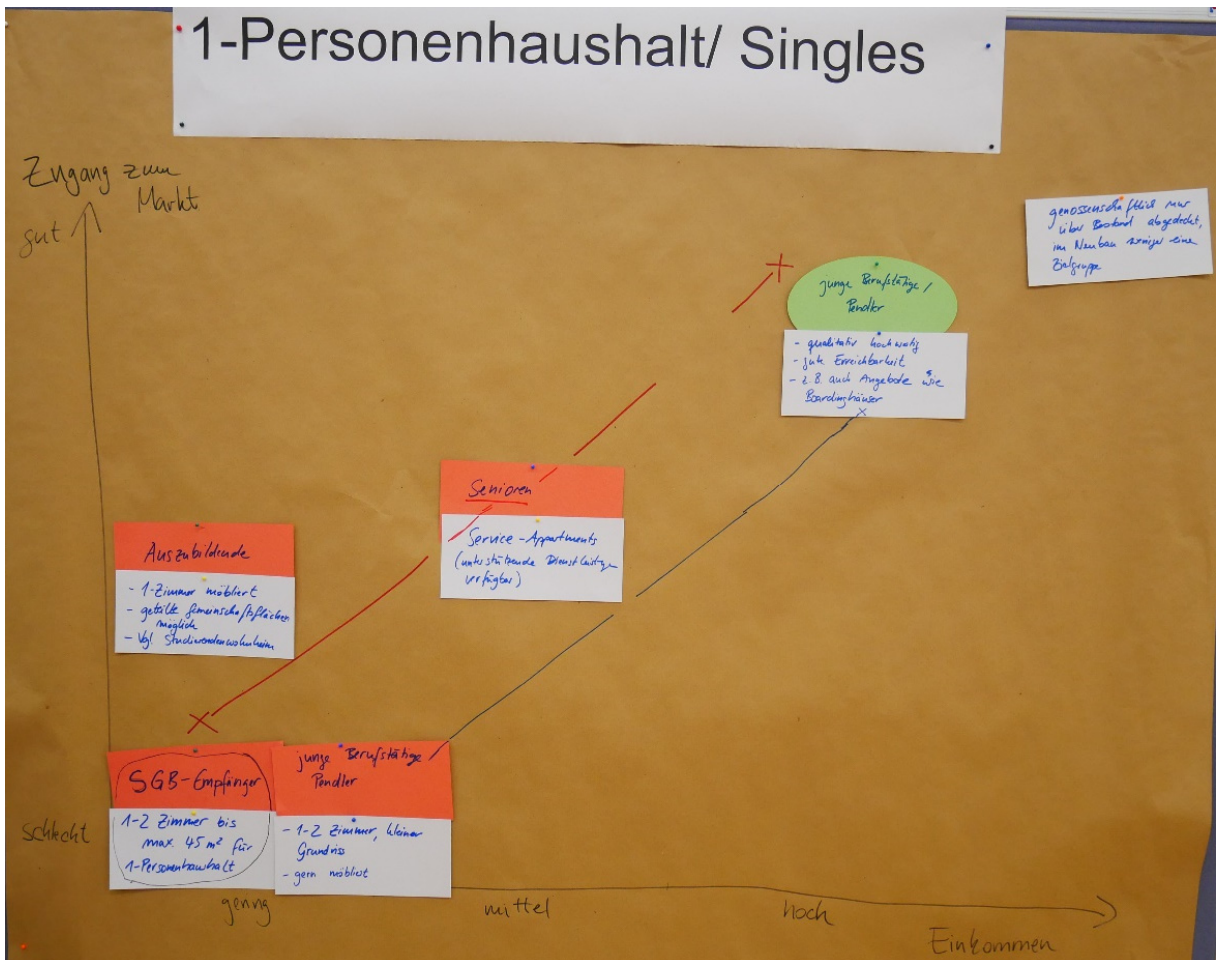 1-Personenhaushalt/ Singles
Zugang zum
Markt
gut
genossenschaftlich nur
über Bestand abgedeckt,
im Neubau weniger eine
Zielgruppe
junge Berufstätige/
Pendler
- qualitativ hochwertig
- gute Erreichbarkeit
- z.B. auch Angebote wie
Boardinghäuser
Senioren
Service-Appartments
(unterstützende Dienstleistungen
verfügbar)
Auszubildende
- 1-Zimmer möbliert
- geteilte Gemeinschaftsflächen
möglich
- Vgl Studierendenwohnheim
SGB-Empfänger
1-2 Zimmer bis
max 45 m² für
1-Personenhaushalt
junge Berufstätige
Pendler
- 1-2 Zimmer, kleiner
Grundriss
- gern möbliert
schlecht
gering
mittel
hoch
Einkommen